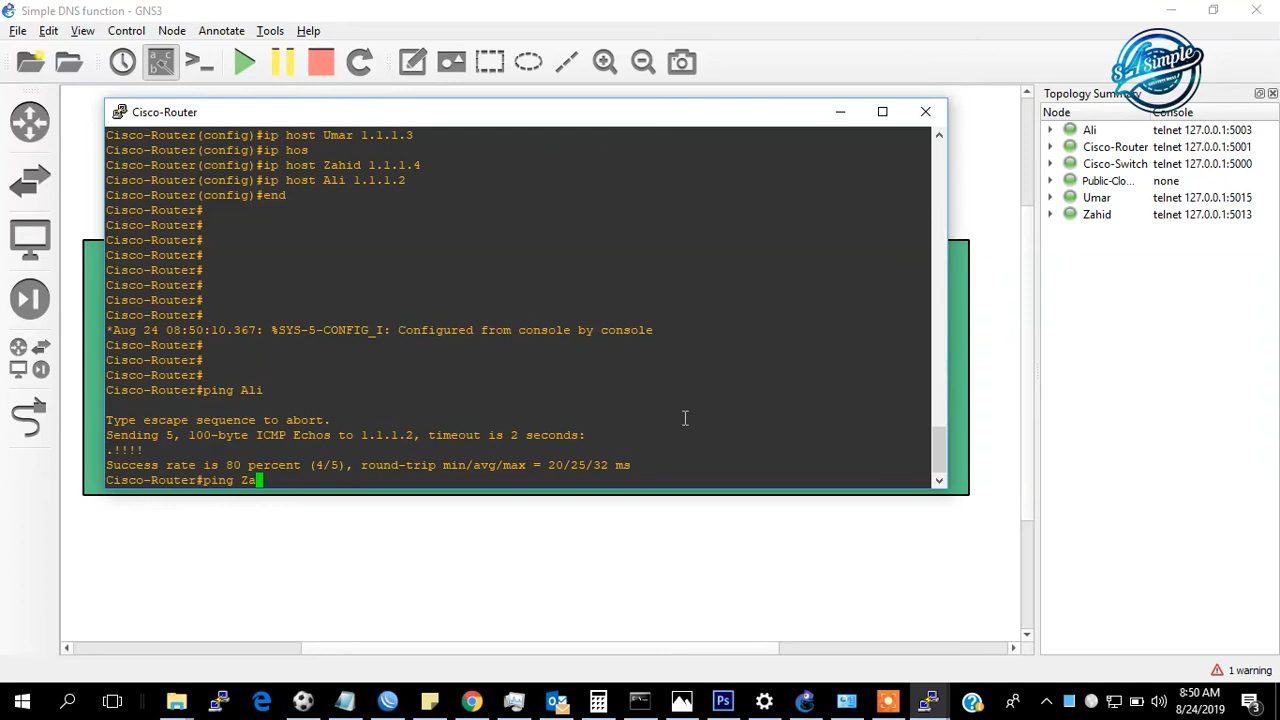 Simple DNS function - GNS3
File Edit View Control Node Annotate Tools Help
S-4 Simple
Cisco-Router
Cisco-Router(config)#ip host Umar 1.1.1.3
Cisco-Router(config)#ip hos
Cisco-Router(config)#ip host Zahid 1.1.1.4
Cisco-Router(config)#ip host Ali 1.1.1.2
Cisco-Router(config)#end
Cisco-Router#
Cisco-Router#
Cisco-Router#
Cisco-Router#
Cisco-Router#
Cisco-Router#
Cisco-Router#
Cisco-Router#
*Aug 24 08:50:10.367: %SYS-5-CONFIG_I: Configured from console by console
Cisco-Router#
Cisco-Router#
Cisco-Router#
Cisco-Router#ping Ali
Type escape sequence to abort.
Sending 5, 100-byte ICMP Echos to 1.1.1.2, timeout is 2 seconds:
.!!!!
Success rate is 80 percent (4/5), round-trip min/avg/max = 20/25/32 ms
Cisco-Router#ping Za
Topology Summary
Node Console
Ali telnet 127.0.0.1:5003
Cisco-Router telnet 127.0.0.1:5001
Cisco-Switch telnet 127.0.0.1:5000
Public-Clo... none
Umar telnet 127.0.0.1:5015
Zahid telnet 127.0.0.1:5013
1 warning
8:50 AM
8/24/2019
3